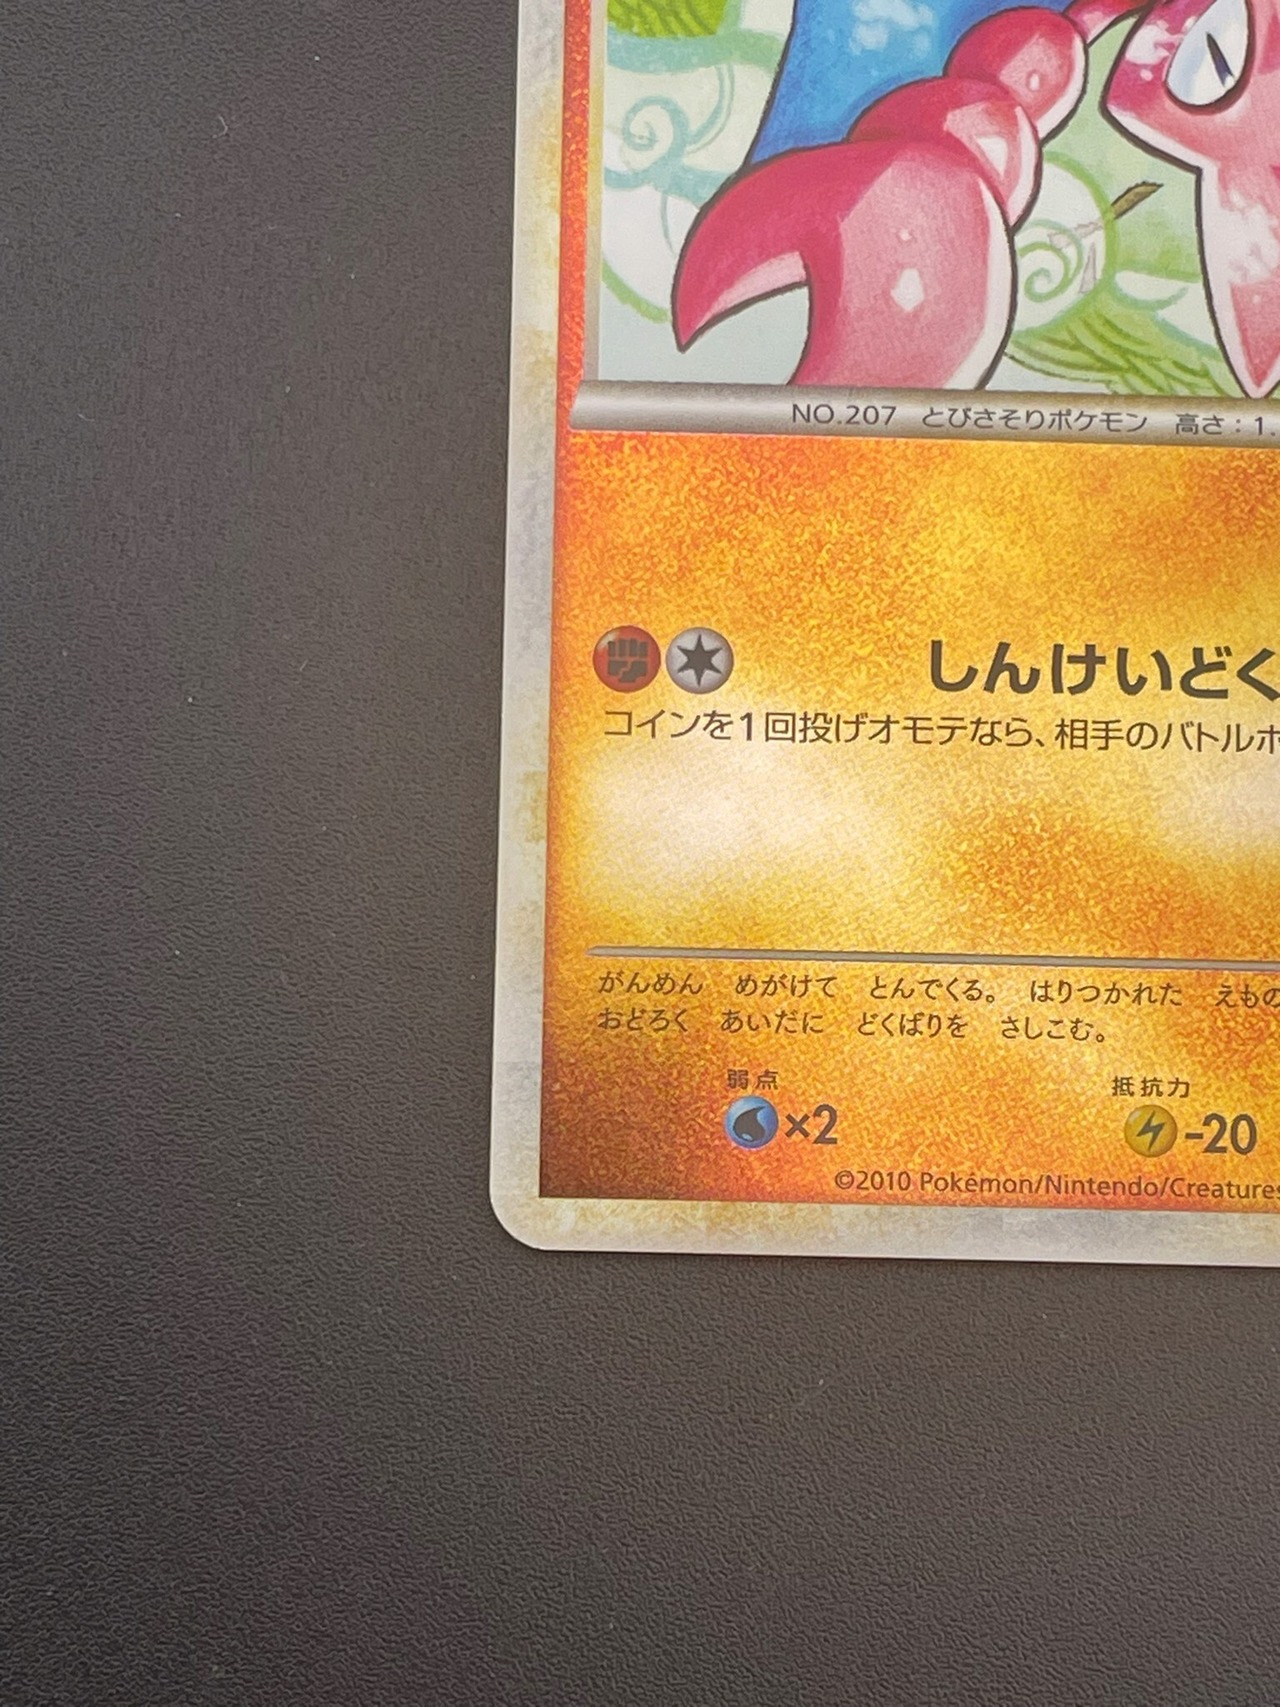 NO.207 とびさそりポケモン 高さ：1.
しんけいどく
コインを1回投げオモテなら、相手のバトルポ
がんめん めがけて とんでくる。 はりつかれた えもの
おどろく あいだに どくばりを さしこむ。
弱点 抵抗力
×2 -20
©2010 Pokémon/Nintendo/Creatures